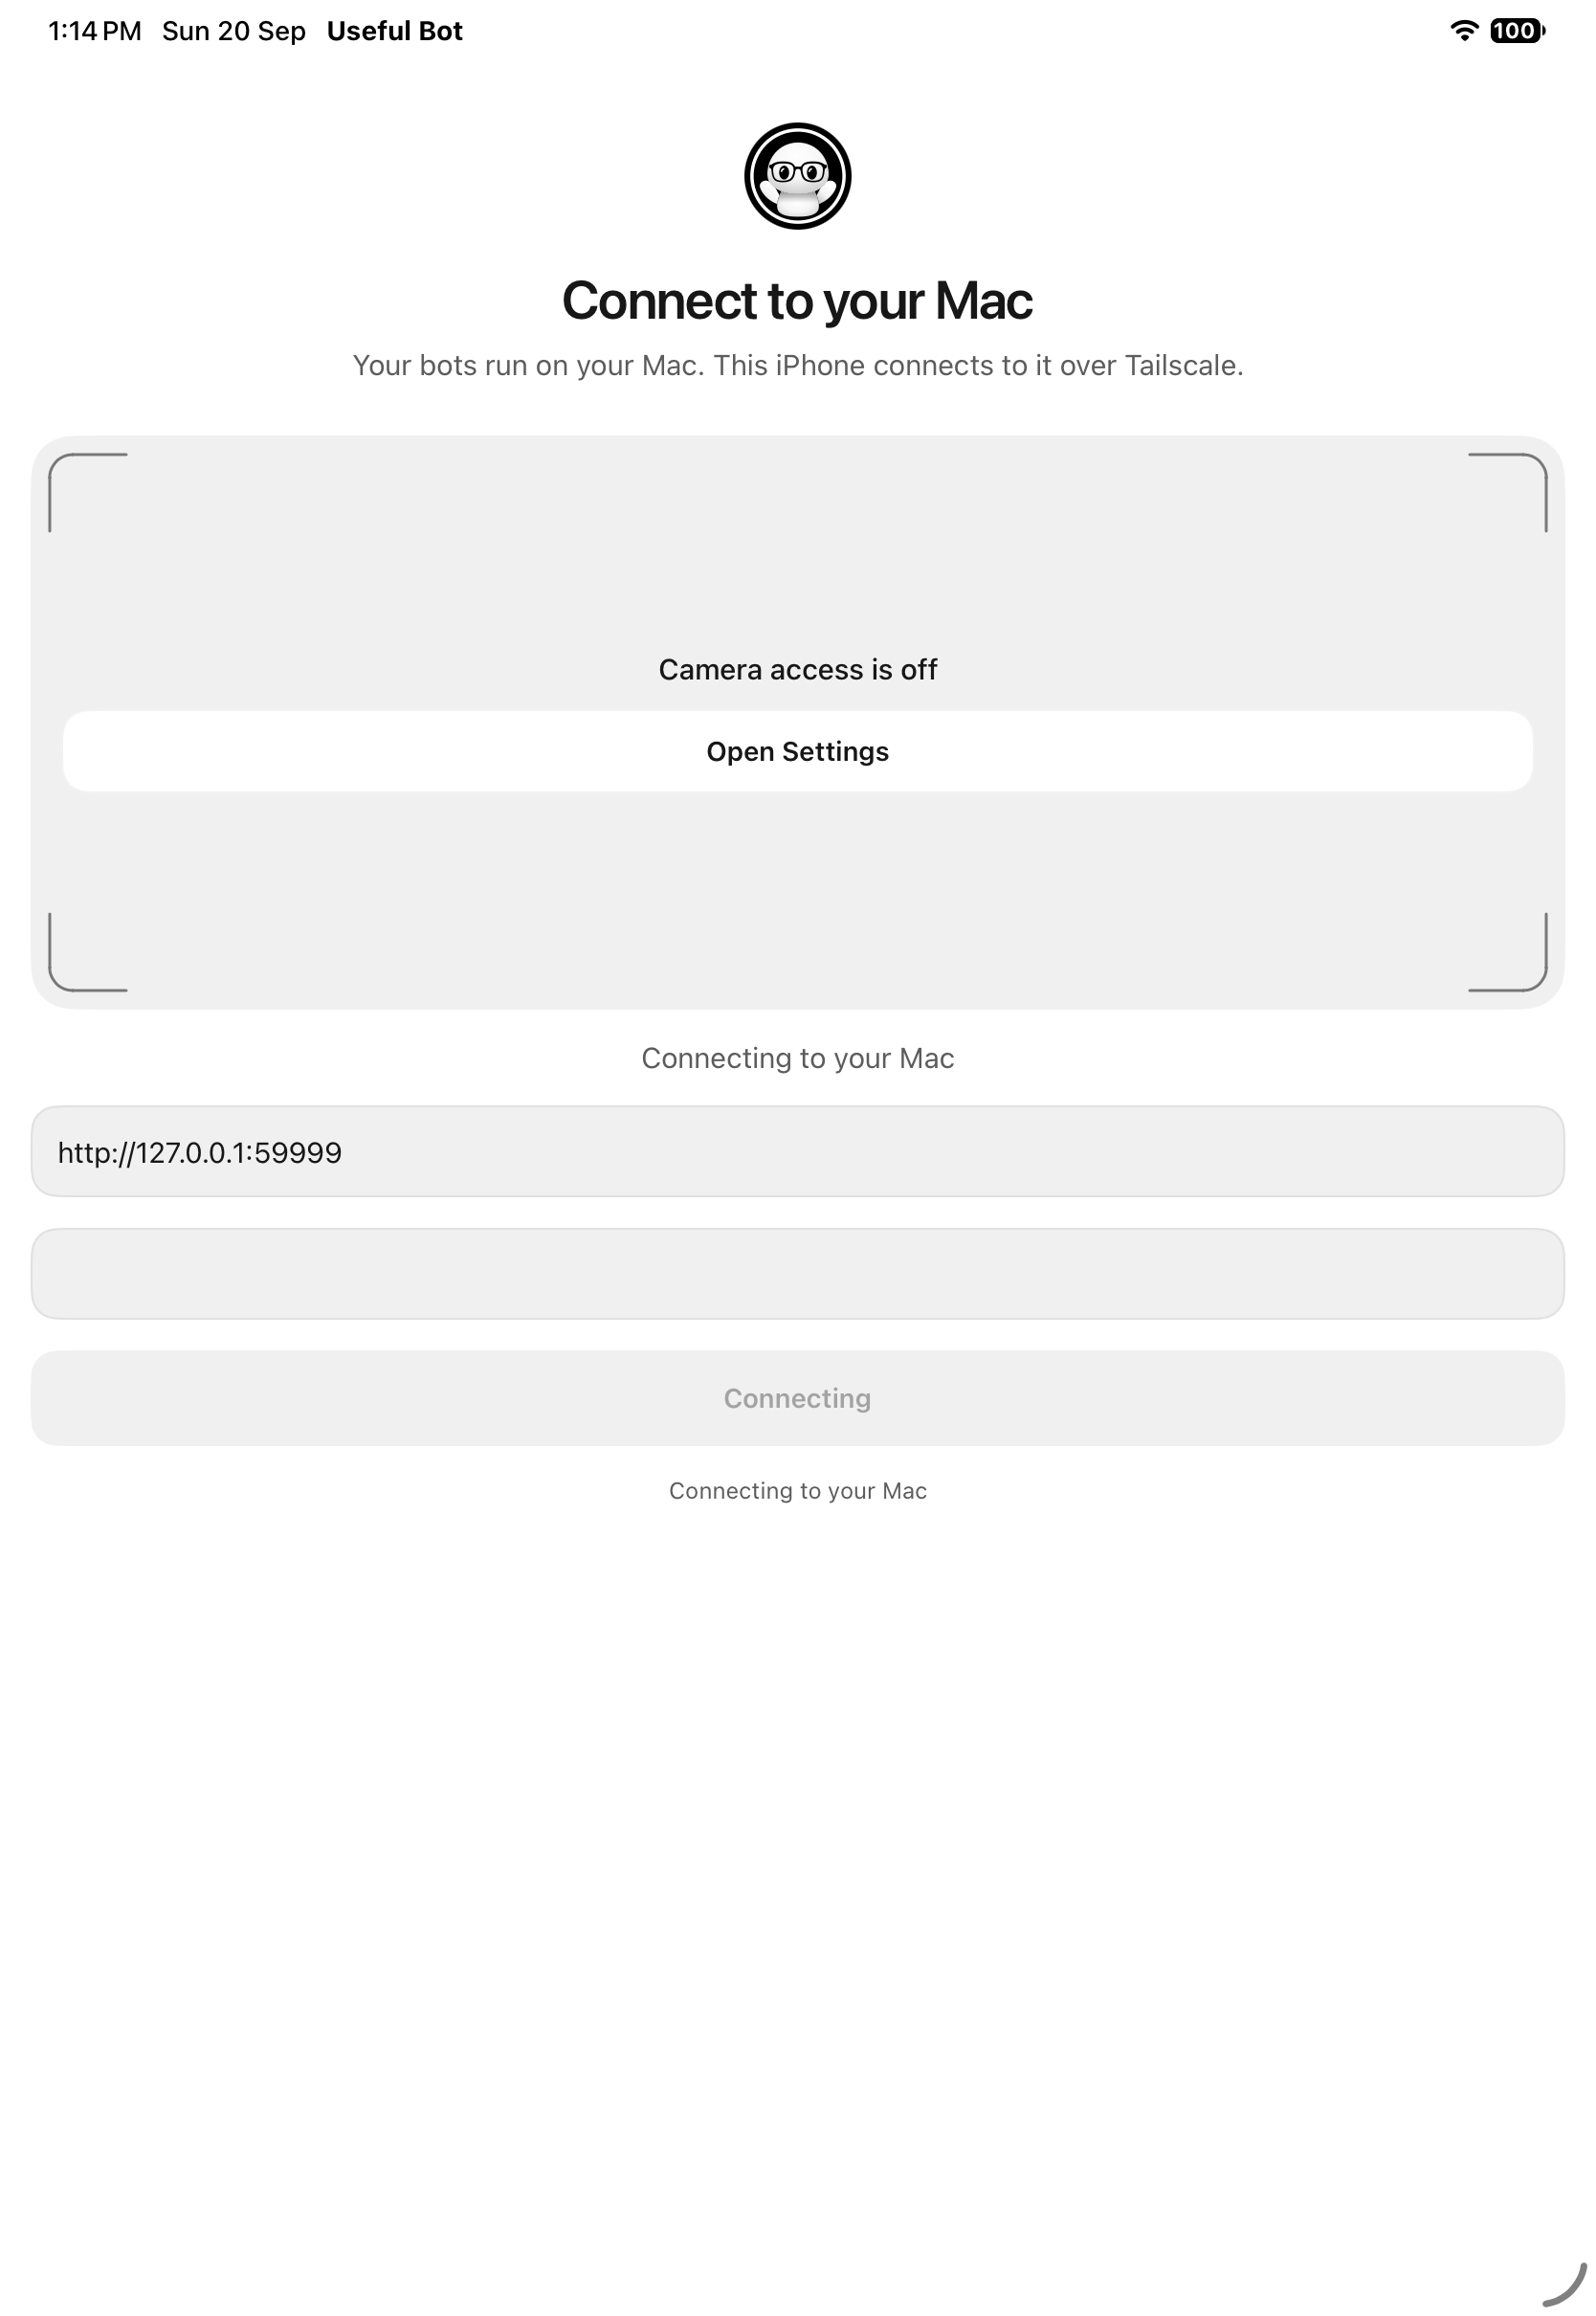 1:14 PM Sun 20 Sep Useful Bot 100
Connect to your Mac
Your bots run on your Mac. This iPhone connects to it over Tailscale.
Camera access is off
Open Settings
Connecting to your Mac
http://127.0.0.1:59999
Connecting
Connecting to your Mac